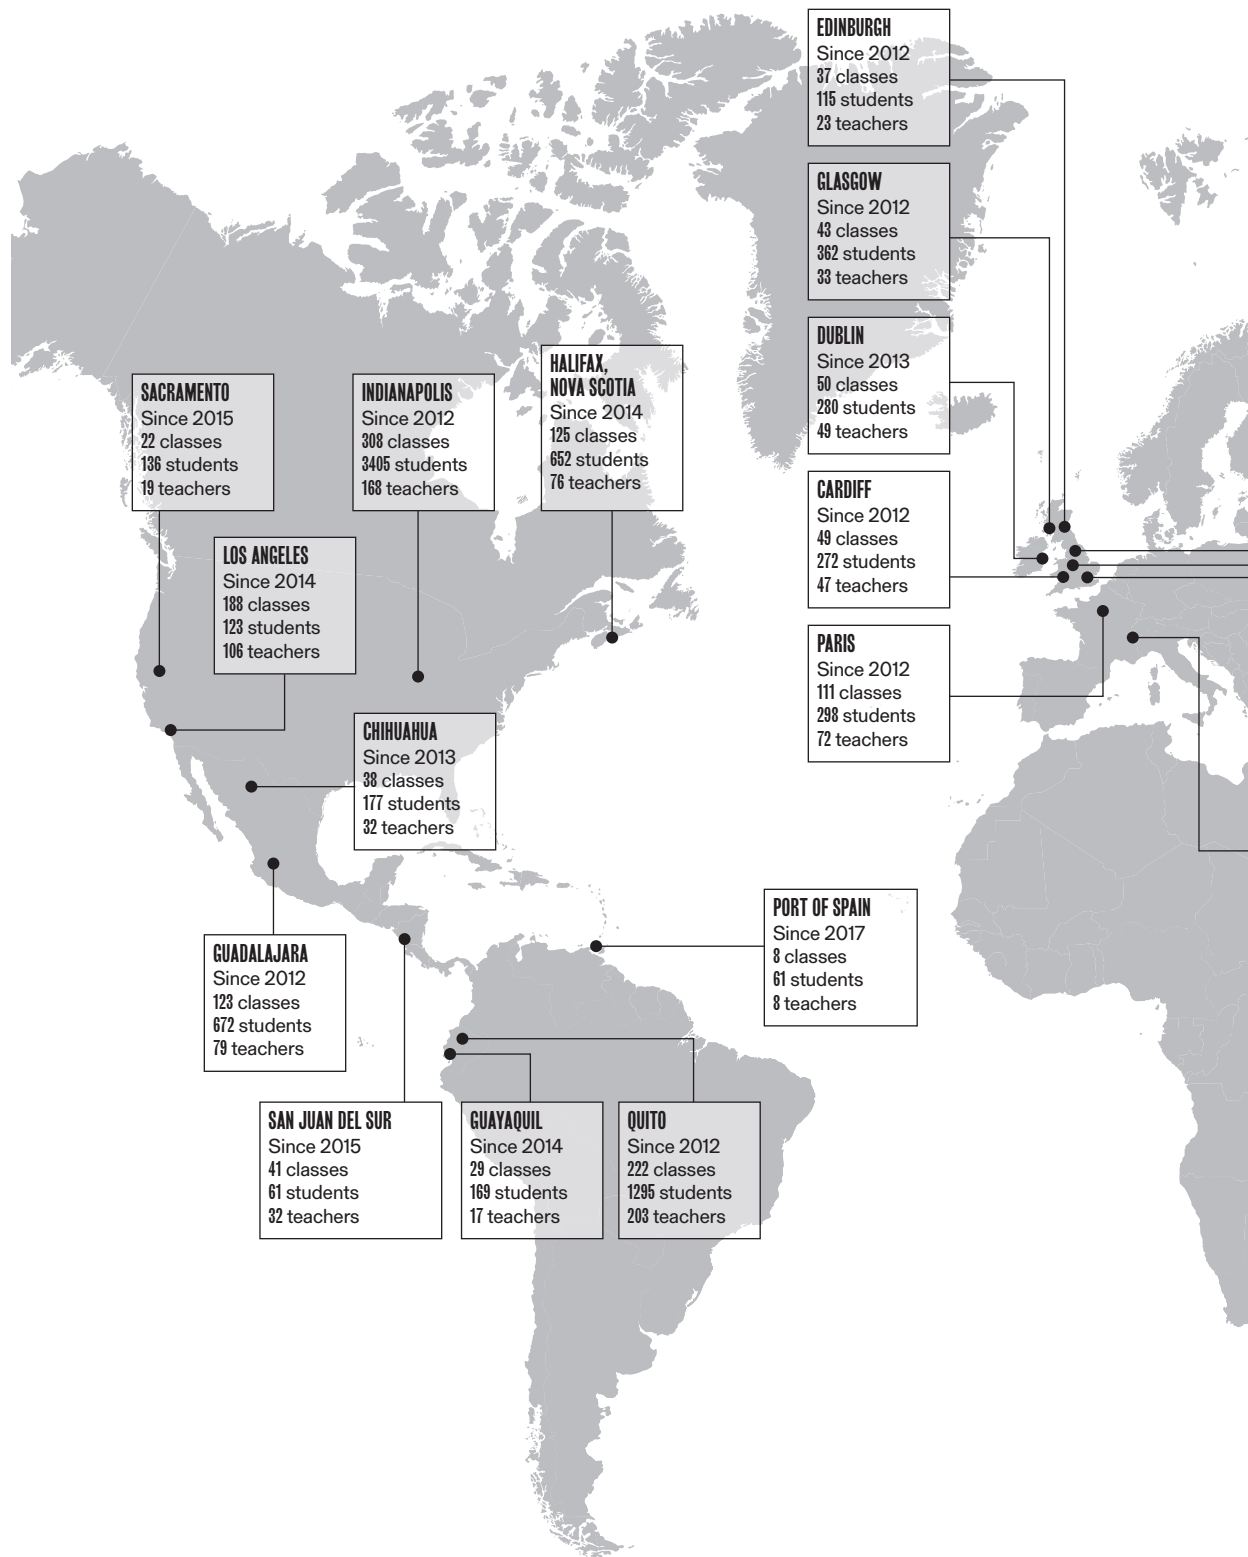 EDINBURGH
Since 2012
37 classes
115 students
23 teachers
GLASGOW
Since 2012
43 classes
362 students
33 teachers
DUBLIN
Since 2013
50 classes
280 students
49 teachers
HALIFAX,
NOVA SCOTIA
Since 2014
125 classes
652 students
76 teachers
SACRAMENTO
Since 2015
22 classes
136 students
19 teachers
INDIANAPOLIS
Since 2012
308 classes
3405 students
168 teachers
CARDIFF
Since 2012
49 classes
272 students
47 teachers
LOS ANGELES
Since 2014
188 classes
123 students
106 teachers
PARIS
Since 2012
111 classes
298 students
72 teachers
CHIHUAHUA
Since 2013
38 classes
177 students
32 teachers
PORT OF SPAIN
Since 2017
8 classes
61 students
8 teachers
GUADALAJARA
Since 2012
123 classes
672 students
79 teachers
SAN JUAN DEL SUR
Since 2015
41 classes
61 students
32 teachers
GUAYAQUIL
Since 2014
29 classes
169 students
17 teachers
QUITO
Since 2012
222 classes
1295 students
203 teachers